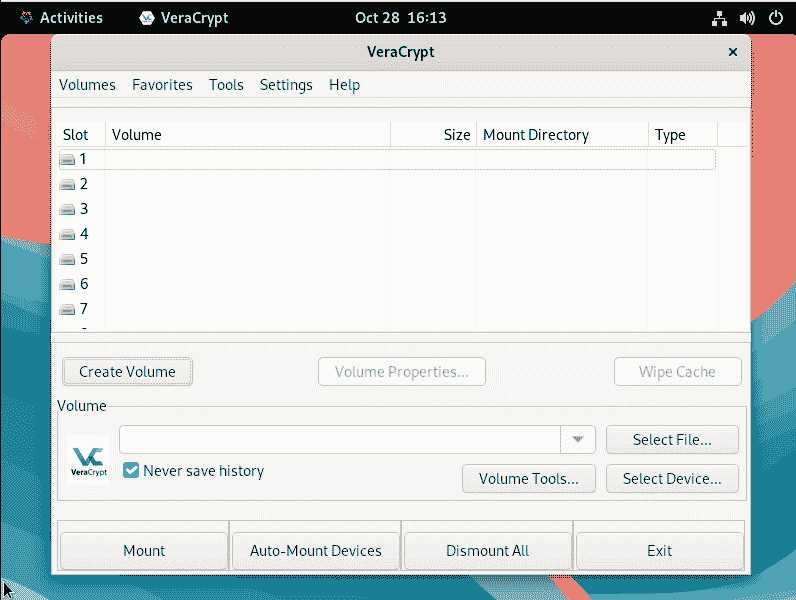 Activities VeraCrypt Oct 28 16:13
VeraCrypt ×
Volumes Favorites Tools Settings Help
Slot Volume Size Mount Directory Type
1
2
3
4
5
6
7
Create Volume Volume Properties... Wipe Cache
Volume
Select File...
VeraCrypt
Never save history
Volume Tools... Select Device...
Mount Auto-Mount Devices Dismount All Exit